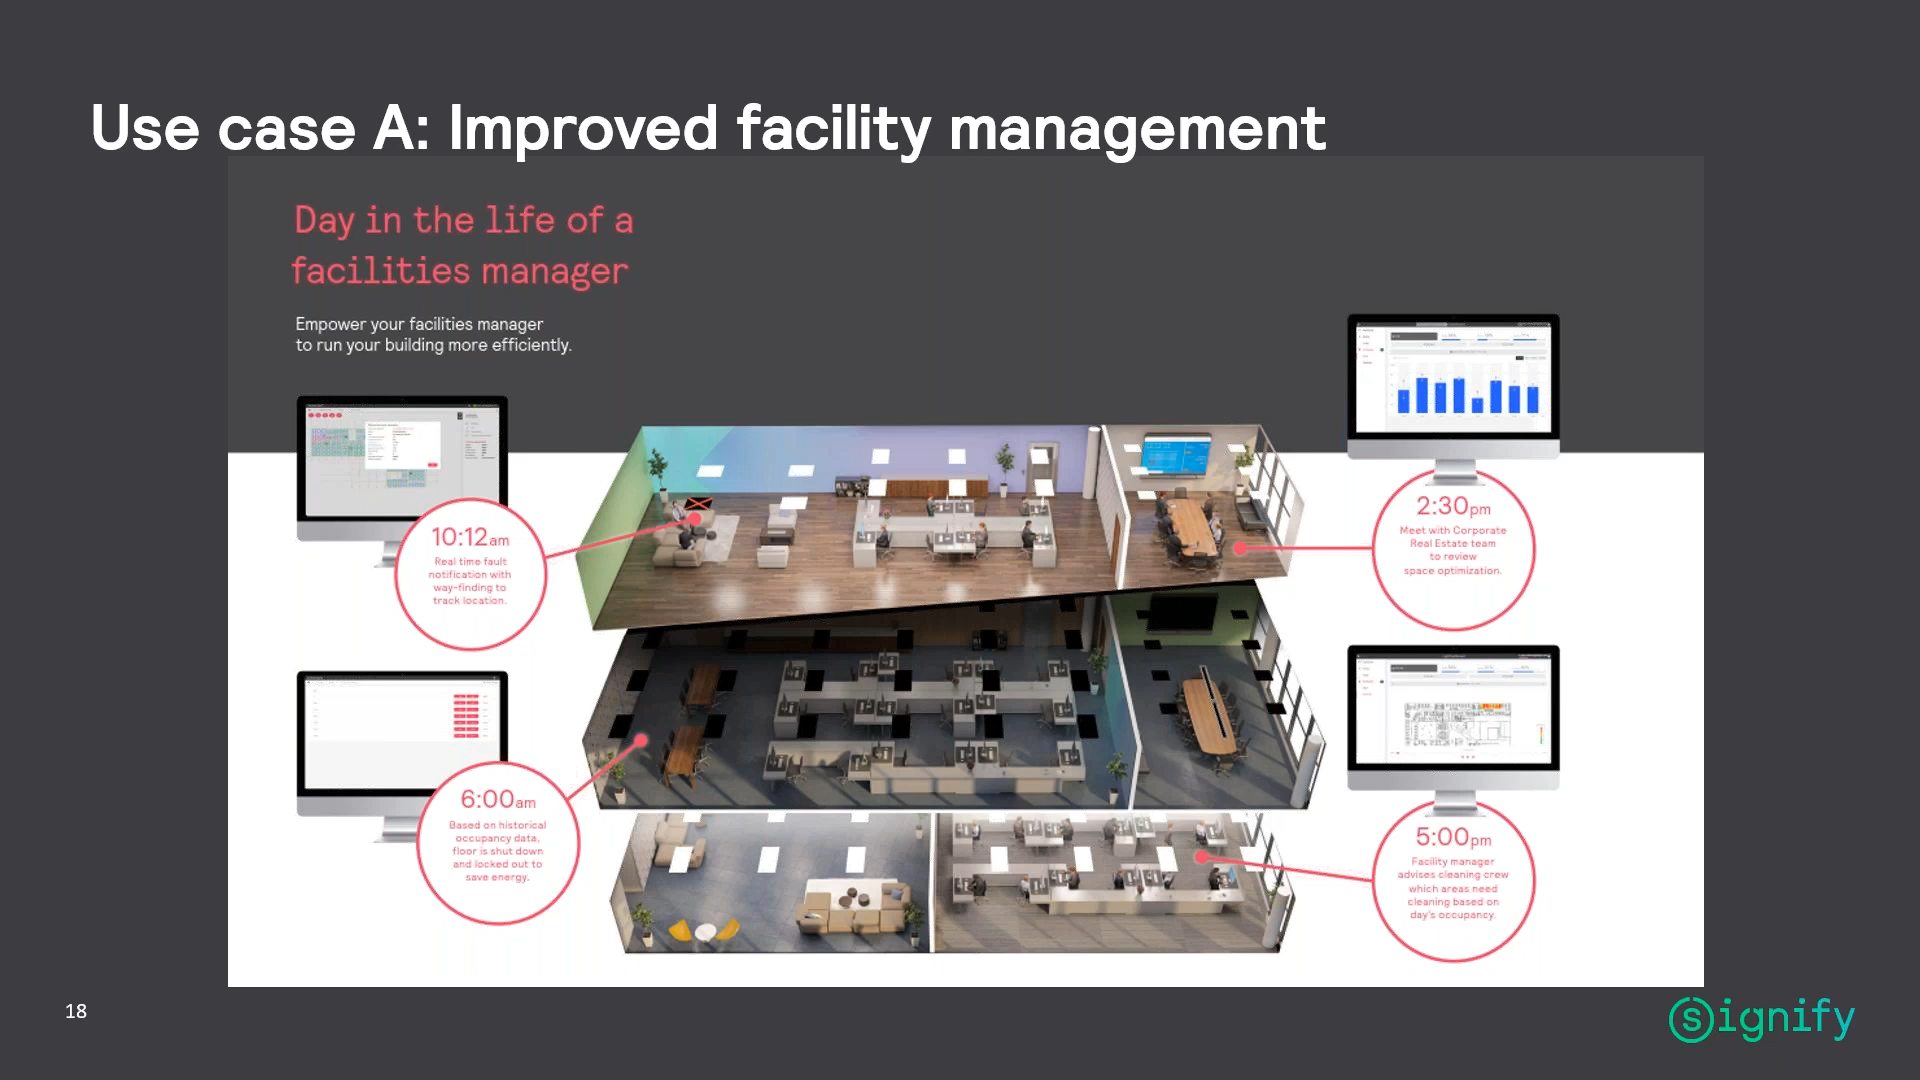 Use case A: Improved facility management
Day in the life of a
facilities manager
Empower your facilities manager
to run your building more efficiently.
10:12am
Real time fault
notification with
way-finding to
track location.
2:30pm
Meet with Corporate
Real Estate team
to review
space optimization.
6:00am
Based on historical
occupancy data,
floor is shut down
and locked out to
save energy.
5:00pm
Facility manager
advises cleaning crew
which areas need
cleaning based on
day's occupancy.
18
Signify